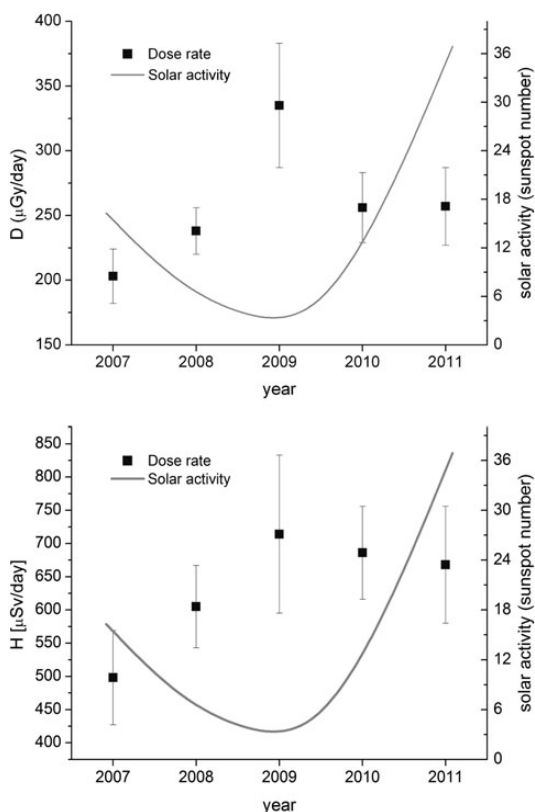 400
350
300
250
200
150
D (μGy/day)
Dose rate
Solar activity
36
30
24
18
12
6
0
solar activity (sunspot number)
2007 2008 2009 2010 2011
year
850
800
750
700
650
600
550
500
450
400
H [μSv/day]
Dose rate
Solar activity
36
30
24
18
12
6
0
solar activity (sunspot number)
2007 2008 2009 2010 2011
year